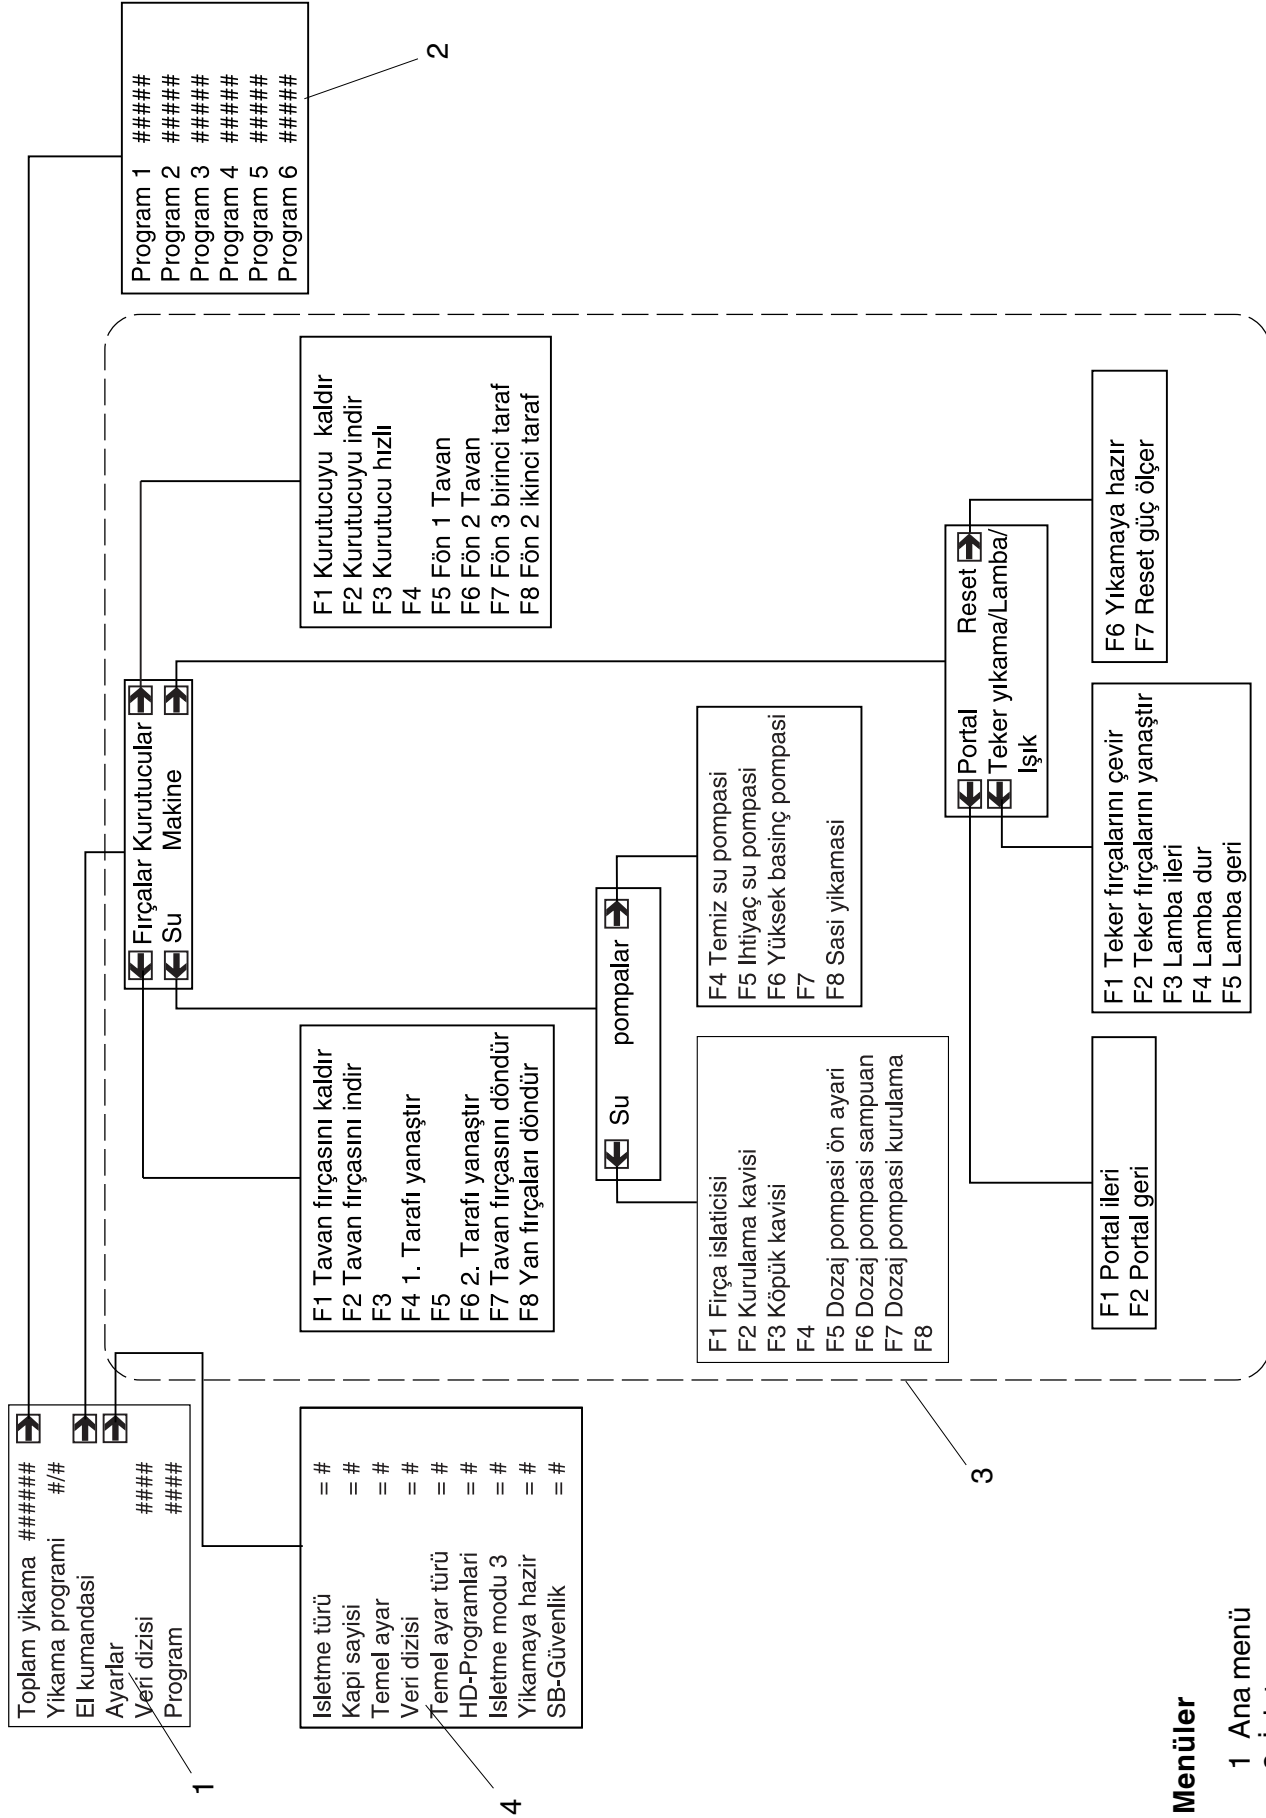 Toplam yikama ######
Yikama programi #/#
El kumandasi
Ayarlar
Veri dizisi ####
Program ####
1
Program 1 #####
Program 2 #####
Program 3 #####
Program 4 #####
Program 5 #####
Program 6 #####
2
Fırçalar Kurutucular
Su Makine
F1 Tavan fırçasını kaldır
F2 Tavan fırçasını indir
F3
F4 1. Tarafı yanaştır
F5
F6 2. Tarafı yanaştır
F7 Tavan fırçasını döndür
F8 Yan fırçaları döndür
F1 Kurutucuyu kaldır
F2 Kurutucuyu indir
F3 Kurutucu hızlı
F4
F5 Fön 1 Tavan
F6 Fön 2 Tavan
F7 Fön 3 birinci taraf
F8 Fön 2 ikinci taraf
Isletme türü = #
Kapi sayisi = #
Temel ayar = #
Veri dizisi = #
Temel ayar türü = #
HD-Programlari = #
Isletme modu 3 = #
Yikamaya hazir = #
SB-Güvenlik = #
4
Su pompalar
F1 Firça islaticisi
F2 Kurulama kavisi
F3 Köpük kavisi
F4
F5 Dozaj pompasi ön ayari
F6 Dozaj pompasi sampuan
F7 Dozaj pompasi kurulama
F8
F4 Temiz su pompasi
F5 Ihtiyaç su pompasi
F6 Yüksek basinç pompasi
F7
F8 Sasi yikamasi
3
Portal Reset
Teker yıkama/Lamba/
Işık
F1 Portal ileri
F2 Portal geri
F1 Teker fırçalarını çevir
F2 Teker fırçalarını yanaştır
F3 Lamba ileri
F4 Lamba dur
F5 Lamba geri
F6 Yıkamaya hazır
F7 Reset güç ölçer
Menüler
1 Ana menü